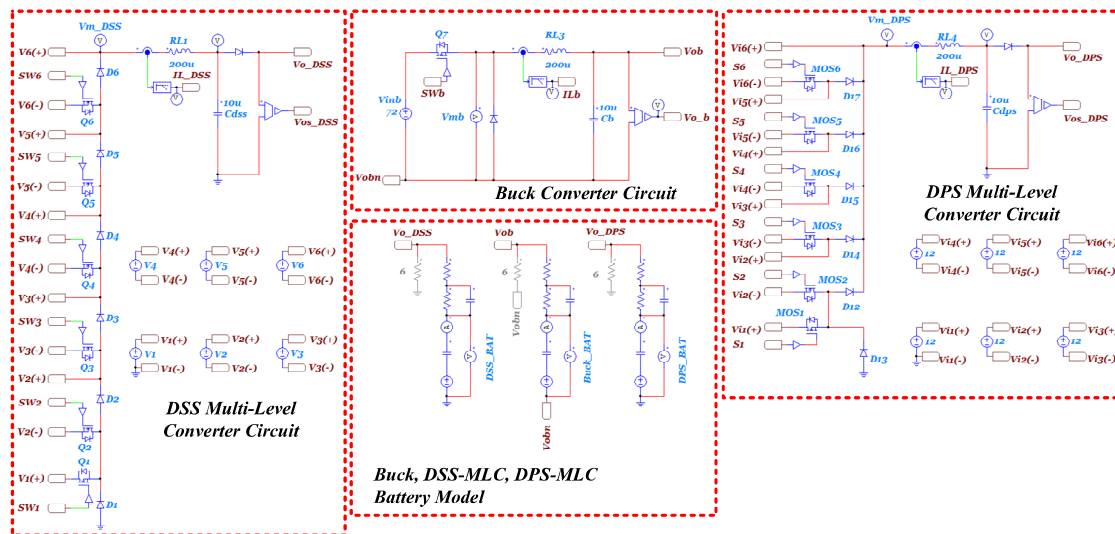 Vm_DSS
V6(+)
RL1
200u
Vo_DSS
SW6
D6
IL_DSS
V6(-)
Q6
10u
Cdss
Vos_DSS
V5(+)
D5
SW5
V5(-)
Q5
V4(+)
D4
SW4
V4(-)
Q4
V4(+)
V5(+)
V6(+)
V4
V5
V6
V4(-)
V5(-)
V6(-)
V3(+)
D3
SW3
V3(-)
Q3
V1(+)
V2(+)
V3(+)
V1
V2
V3
V1(-)
V2(-)
V3(-)
V2(+)
D2
SW2
V2(-)
Q2
Q1
V1(+)
SW1
D1
DSS Multi-Level
Converter Circuit
Q7
RL3
200u
Vob
SWb
ILb
Vinb
72
Vmb
10u
Cb
Vo_b
Vobn
Buck Converter Circuit
Vo_DSS
Vob
Vo_DPS
6
6
6
Vobn
A
V
V
V
DSS_BAT
Buck_BAT
DPS_BAT
Vobn
Buck, DSS-MLC, DPS-MLC
Battery Model
Vm_DPS
Vi6(+)
RL4
200u
Vo_DPS
S6
MOS6
IL_DPS
Vi6(-)
D17
Vi5(+)
10u
Cdps
Vos_DPS
S5
MOS5
Vi5(-)
D16
Vi4(+)
S4
MOS4
Vi4(-)
D15
Vi3(+)
S3
MOS3
Vi3(-)
D14
Vi2(+)
S2
MOS2
Vi2(-)
D12
MOS1
Vi1(+)
S1
D13
DPS Multi-Level
Converter Circuit
Vi4(+)
Vi5(+)
Vi6(+)
12
12
12
Vi4(-)
Vi5(-)
Vi6(-)
Vi1(+)
Vi2(+)
Vi3(+)
12
12
12
Vi1(-)
Vi2(-)
Vi3(-)